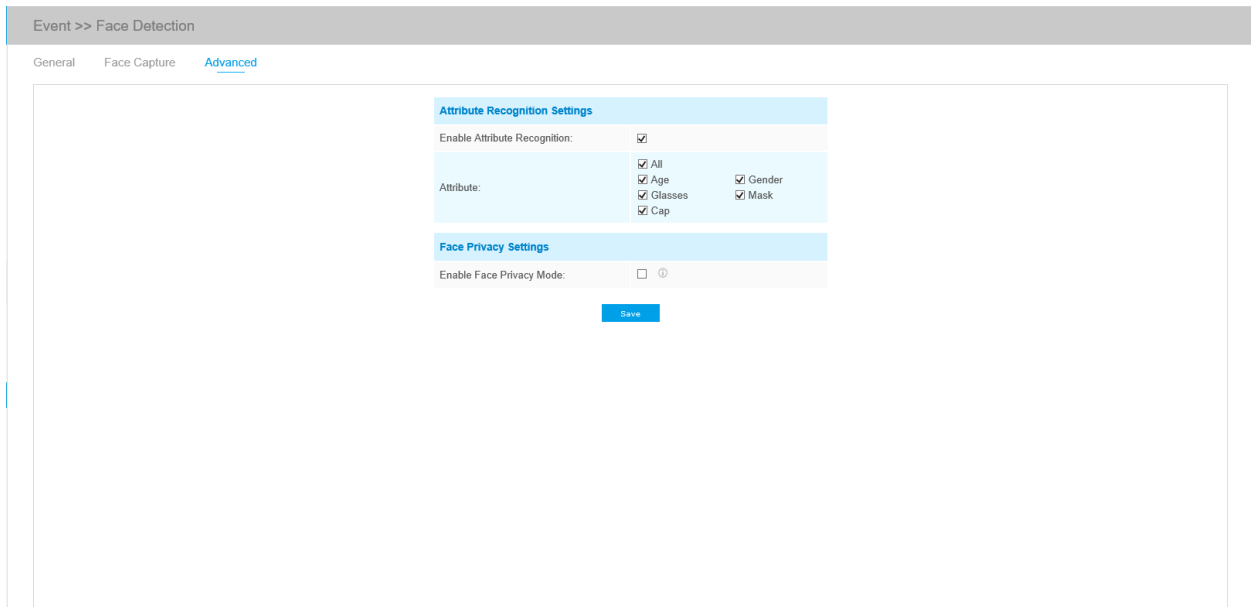 Event >> Face Detection
General Face Capture Advanced
Attribute Recognition Settings
Enable Attribute Recognition:
Attribute:
All
Age Gender
Glasses Mask
Cap
Face Privacy Settings
Enable Face Privacy Mode:
Save